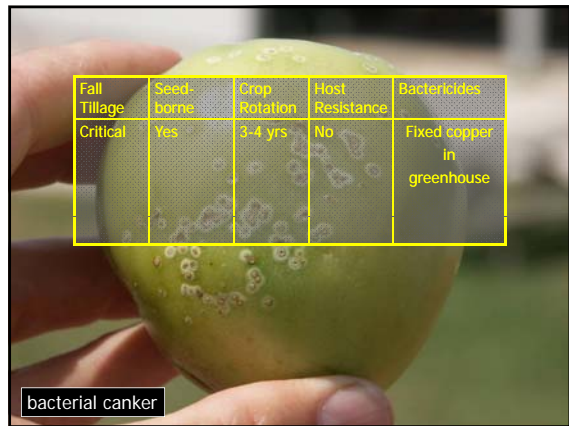 Fall
Tillage
Seed-
borne
Crop
Rotation
Host
Resistance
Bactericides
Critical
Yes
3-4 yrs
No
Fixed copper
in
greenhouse
bacterial canker